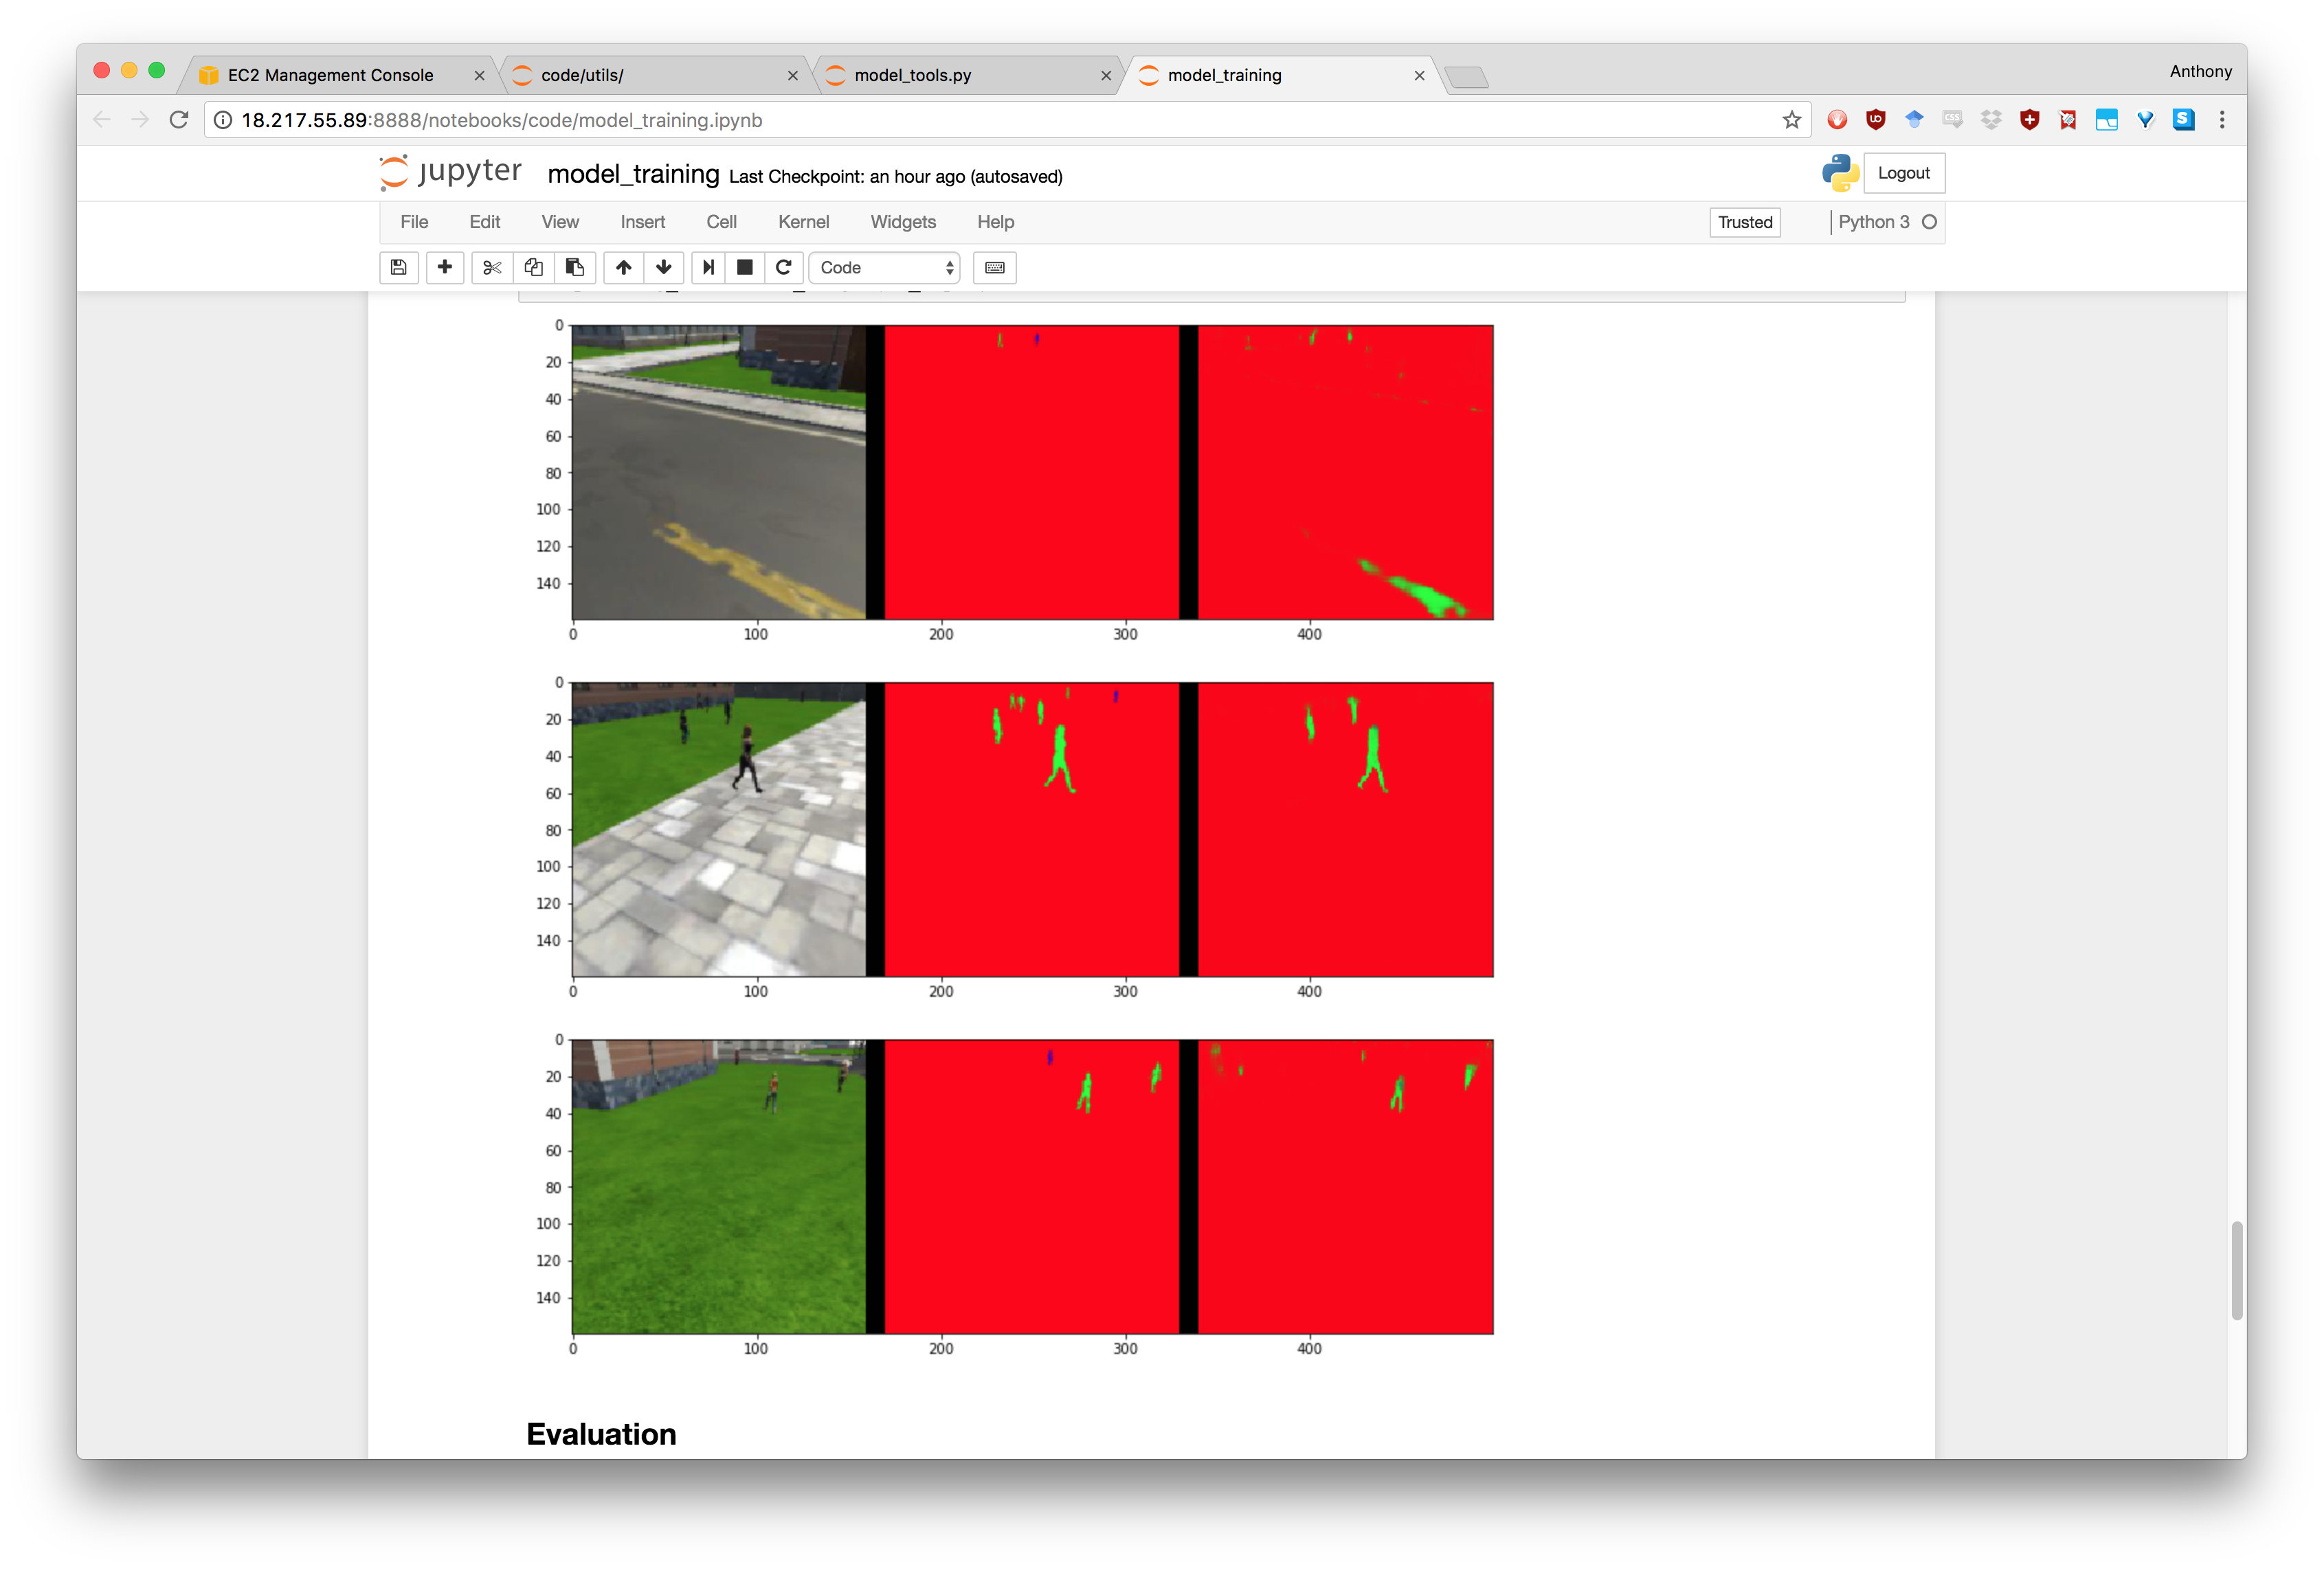 EC2 Management Console
code/utils/
model_tools.py
model_training
Anthony
18.217.55.89:8888/notebooks/code/model_training.ipynb
jupyter model_training Last Checkpoint: an hour ago (autosaved)
Logout
File Edit View Insert Cell Kernel Widgets Help
Trusted Python 3
Code
0
20
40
60
80
100
120
140
0 100 200 300 400
0
20
40
60
80
100
120
140
0 100 200 300 400
0
20
40
60
80
100
120
140
0 100 200 300 400
Evaluation